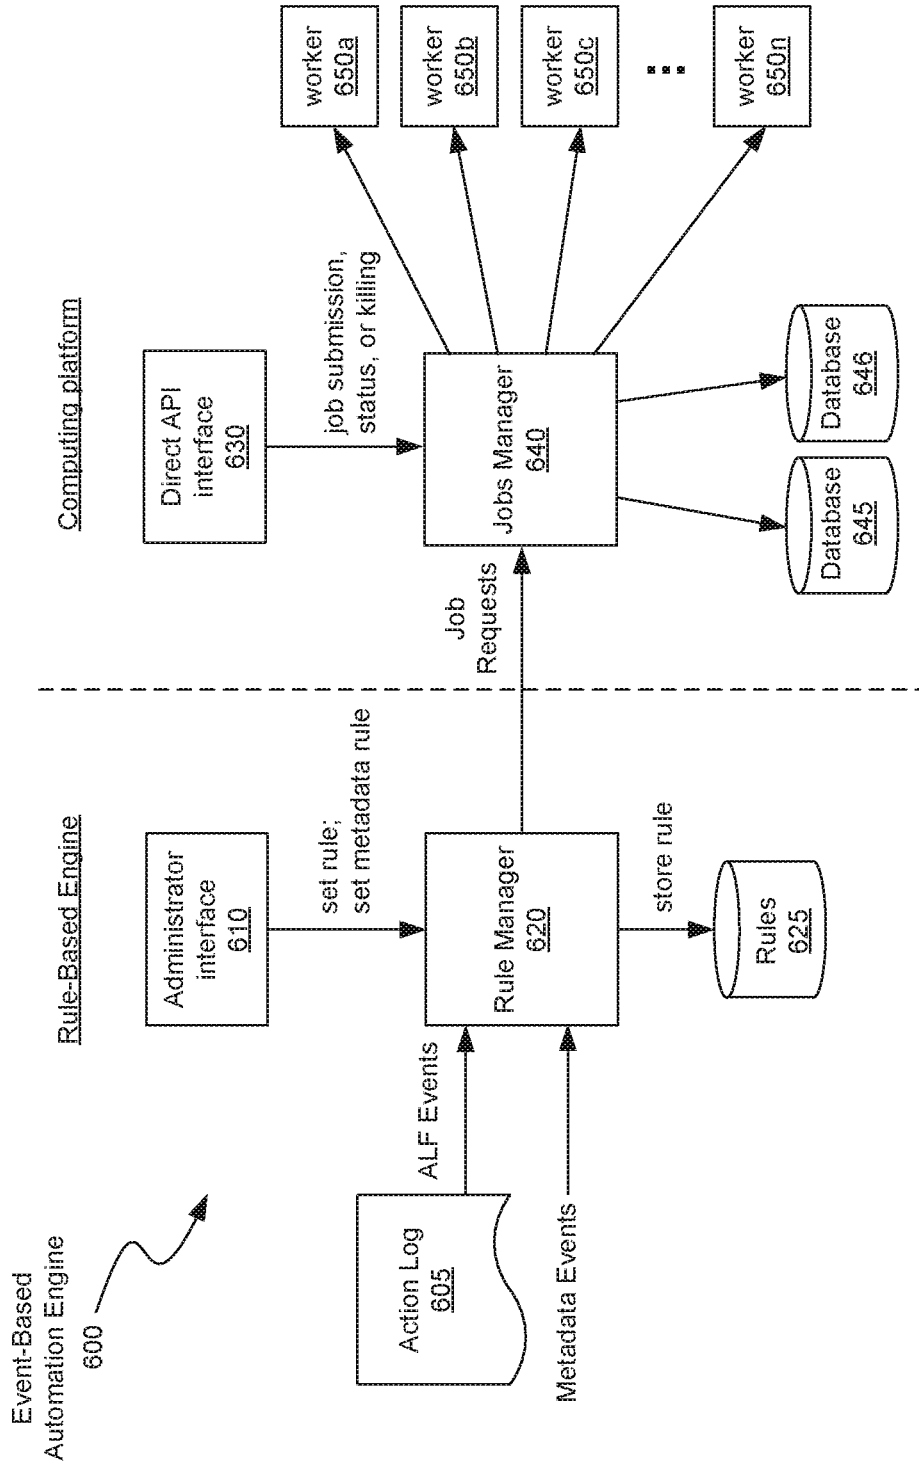 Event-Based
Automation Engine
600
Rule-Based Engine
Computing platform
Administrator
interface
610
Direct API
interface
630
set rule;
set metadata rule
job submission,
status, or killing
Action Log
605
ALF Events
Metadata Events
Rule Manager
620
Job
Requests
Jobs Manager
640
store rule
Rules
625
Database
645
Database
646
worker
650a
worker
650b
worker
650c
worker
650n